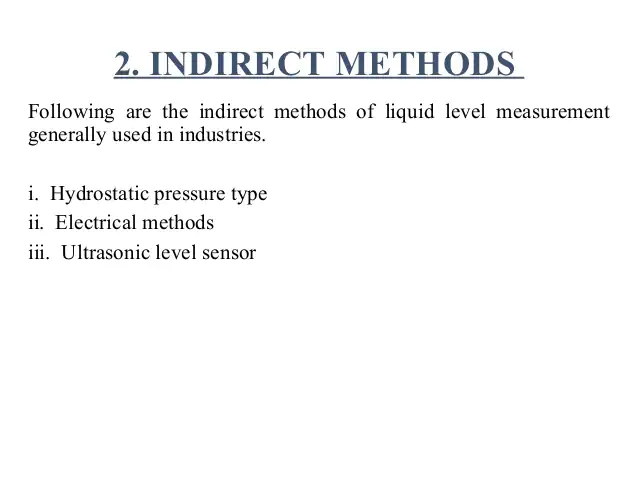 2. INDIRECT METHODS
Following are the indirect methods of liquid level measurement
generally used in industries.
i. Hydrostatic pressure type
ii. Electrical methods
iii. Ultrasonic level sensor